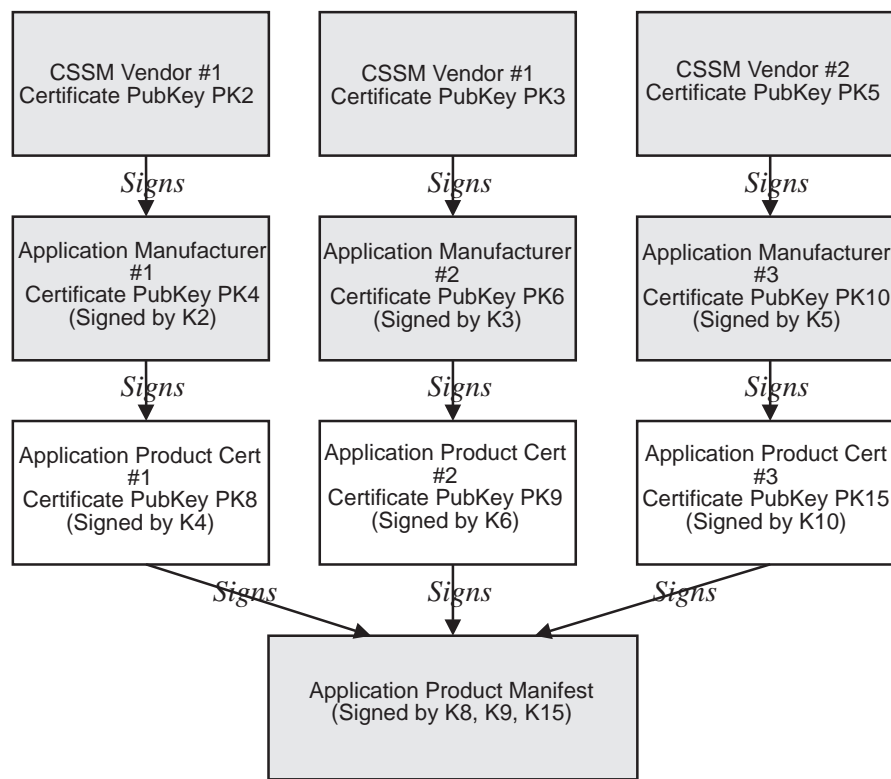 CSSM Vendor #1
Certificate PubKey PK2
CSSM Vendor #1
Certificate PubKey PK3
CSSM Vendor #2
Certificate PubKey PK5
Signs
Signs
Signs
Application Manufacturer
#1
Certificate PubKey PK4
(Signed by K2)
Application Manufacturer
#2
Certificate PubKey PK6
(Signed by K3)
Application Manufacturer
#3
Certificate PubKey PK10
(Signed by K5)
Signs
Signs
Signs
Application Product Cert
#1
Certificate PubKey PK8
(Signed by K4)
Application Product Cert
#2
Certificate PubKey PK9
(Signed by K6)
Application Product Cert
#3
Certificate PubKey PK15
(Signed by K10)
Signs
Signs
Signs
Application Product Manifest
(Signed by K8, K9, K15)